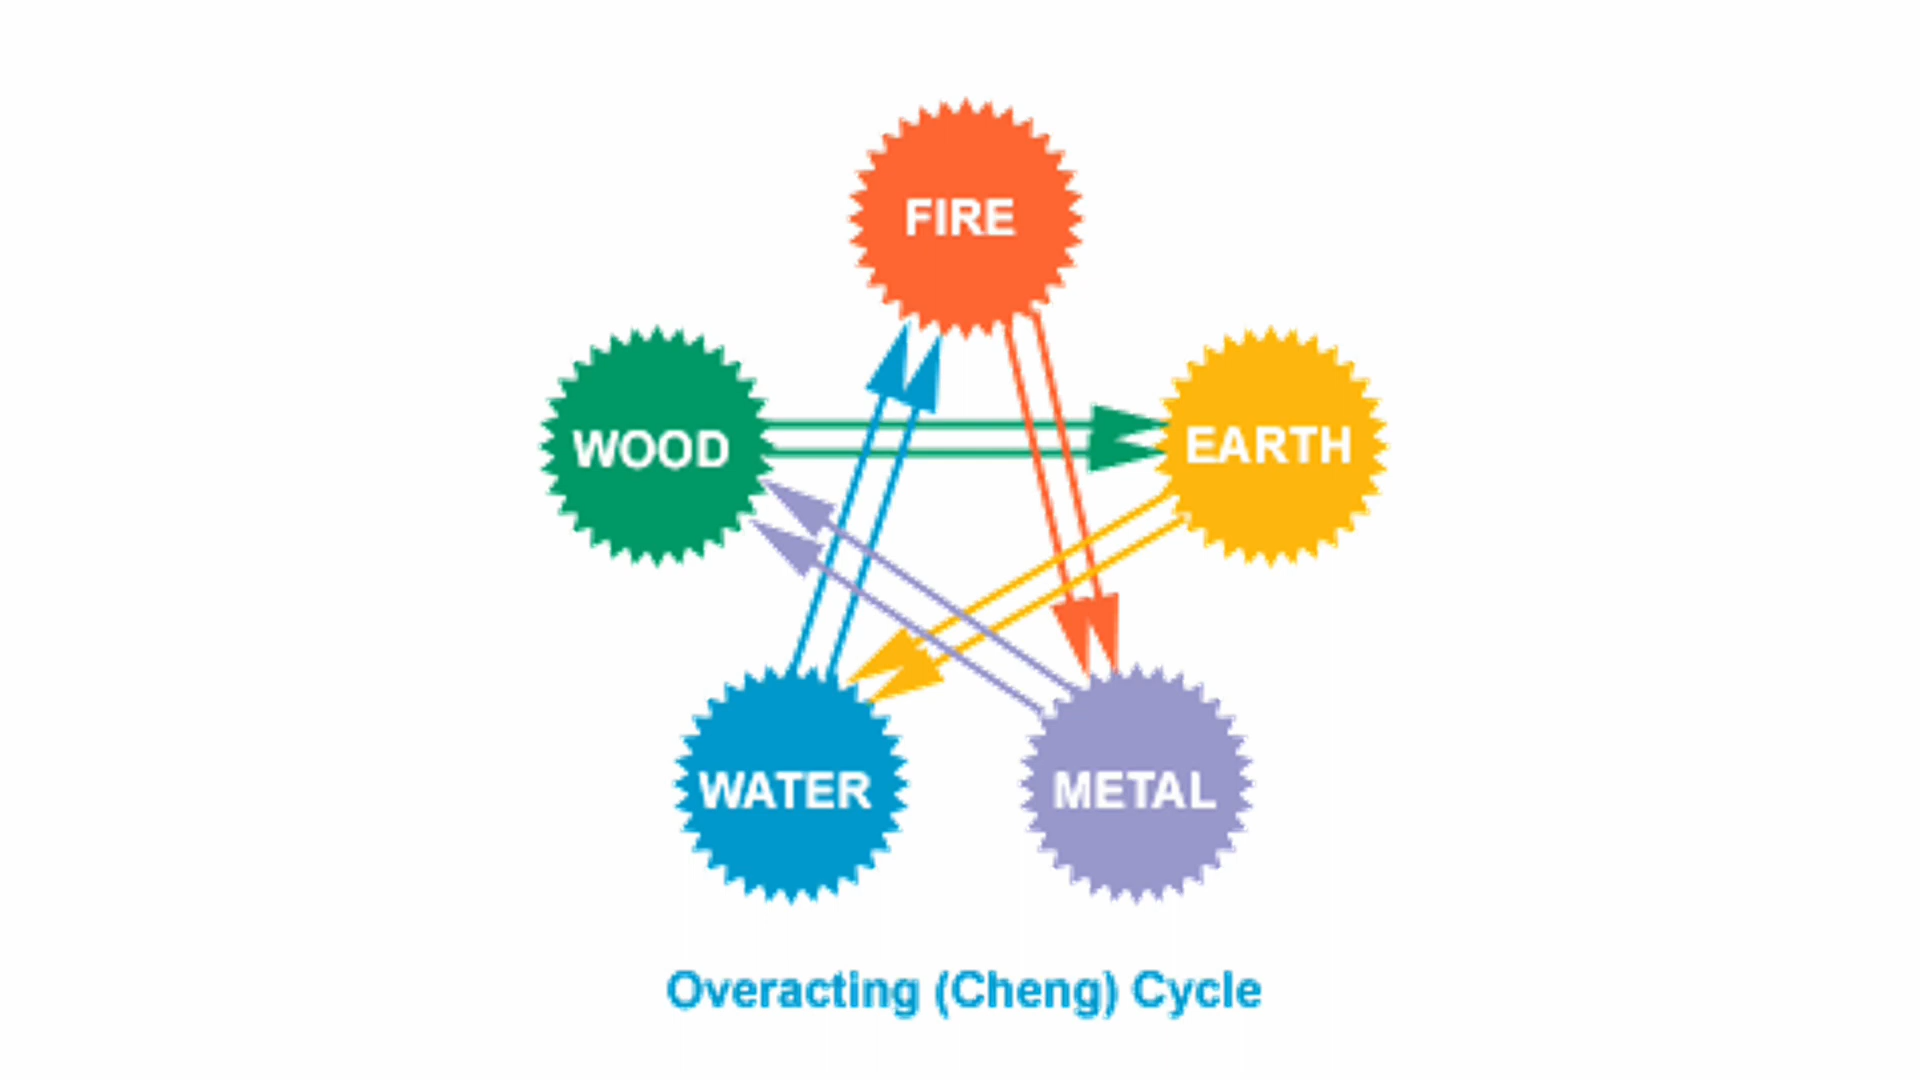 FIRE
WOOD
EARTH
WATER
METAL
Overacting (Cheng) Cycle